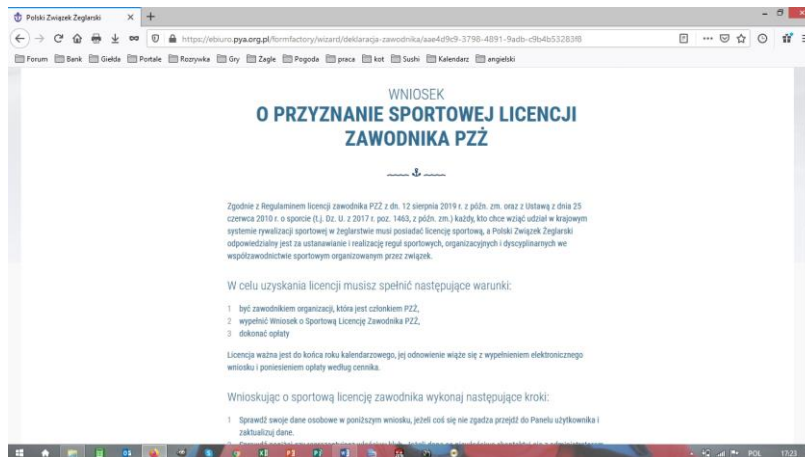 Polski Związek Żeglarski
https://ebiuro.pya.org.pl/formfactory/wizard/deklaracja-zawodnika/aae4d9c9-3798-4891-9adb-c9b4b53283f8
Forum Bank Giełda Portale Rozrywka Gry Zagle Pogoda praca kot Sushi Kalendarz angielski
WNIOSEK
O PRZYZNANIE SPORTOWEJ LICENCJI
ZAWODNIKA PZŻ
Zgodnie z Regulaminem licencji zawodnika PZŻ z dn. 12 sierpnia 2019 r. z późn. zm. oraz z Ustawą z dnia 25
czerwca 2010 r. o sporcie (t.j. Dz. U. z 2017 r. poz. 1463, z późn. zm.) każdy, kto chce wziąć udział w krajowym
systemie rywalizacji sportowej w żeglarstwie musi posiadać licencję sportową, a Polski Związek Żeglarski
odpowiedzialny jest za ustanawianie i realizację reguł sportowych, organizacyjnych i dyscyplinarnych we
współzawodnictwie sportowym organizowanym przez związek.
W celu uzyskania licencji musisz spełnić następujące warunki:
1 być zawodnikiem organizacji, która jest członkiem PZŻ,
2 wypełnić Wniosek o Sportową Licencję Zawodnika PZŻ,
3 dokonać opłaty
Licencja ważna jest do końca roku kalendarzowego, jej odnowienie wiąże się z wypełnieniem elektronicznego
wniosku i poniesieniem opłaty według cennika.
Wnioskując o sportową licencję zawodnika wykonaj następujące kroki:
1 Sprawdź swoje dane osobowe w poniższym wniosku, jeżeli coś się nie zgadza przejdź do Panelu użytkownika i
zaktualizuj dane.
POL 17:23